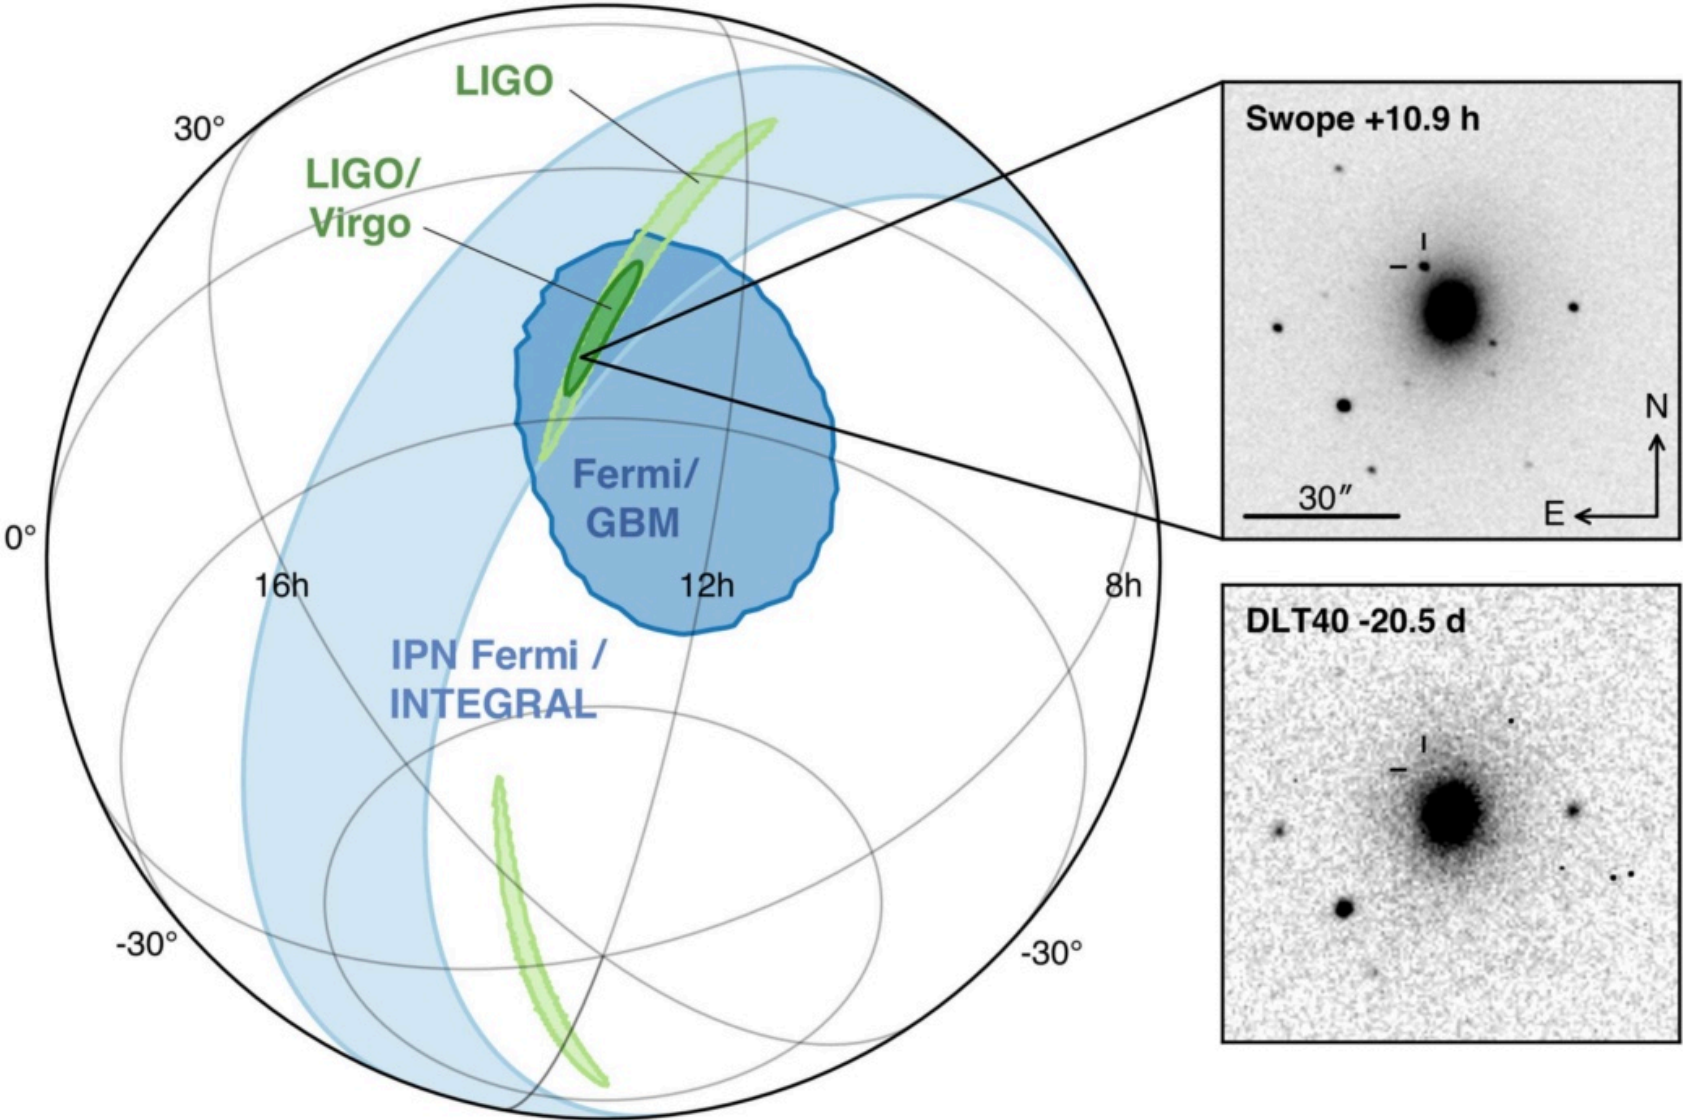 LIGO
30°
LIGO/
Virgo
0°
Fermi/
GBM
16h
12h
8h
IPN Fermi /
INTEGRAL
-30°
-30°
Swope +10.9 h
N
30″
E
DLT40 -20.5 d